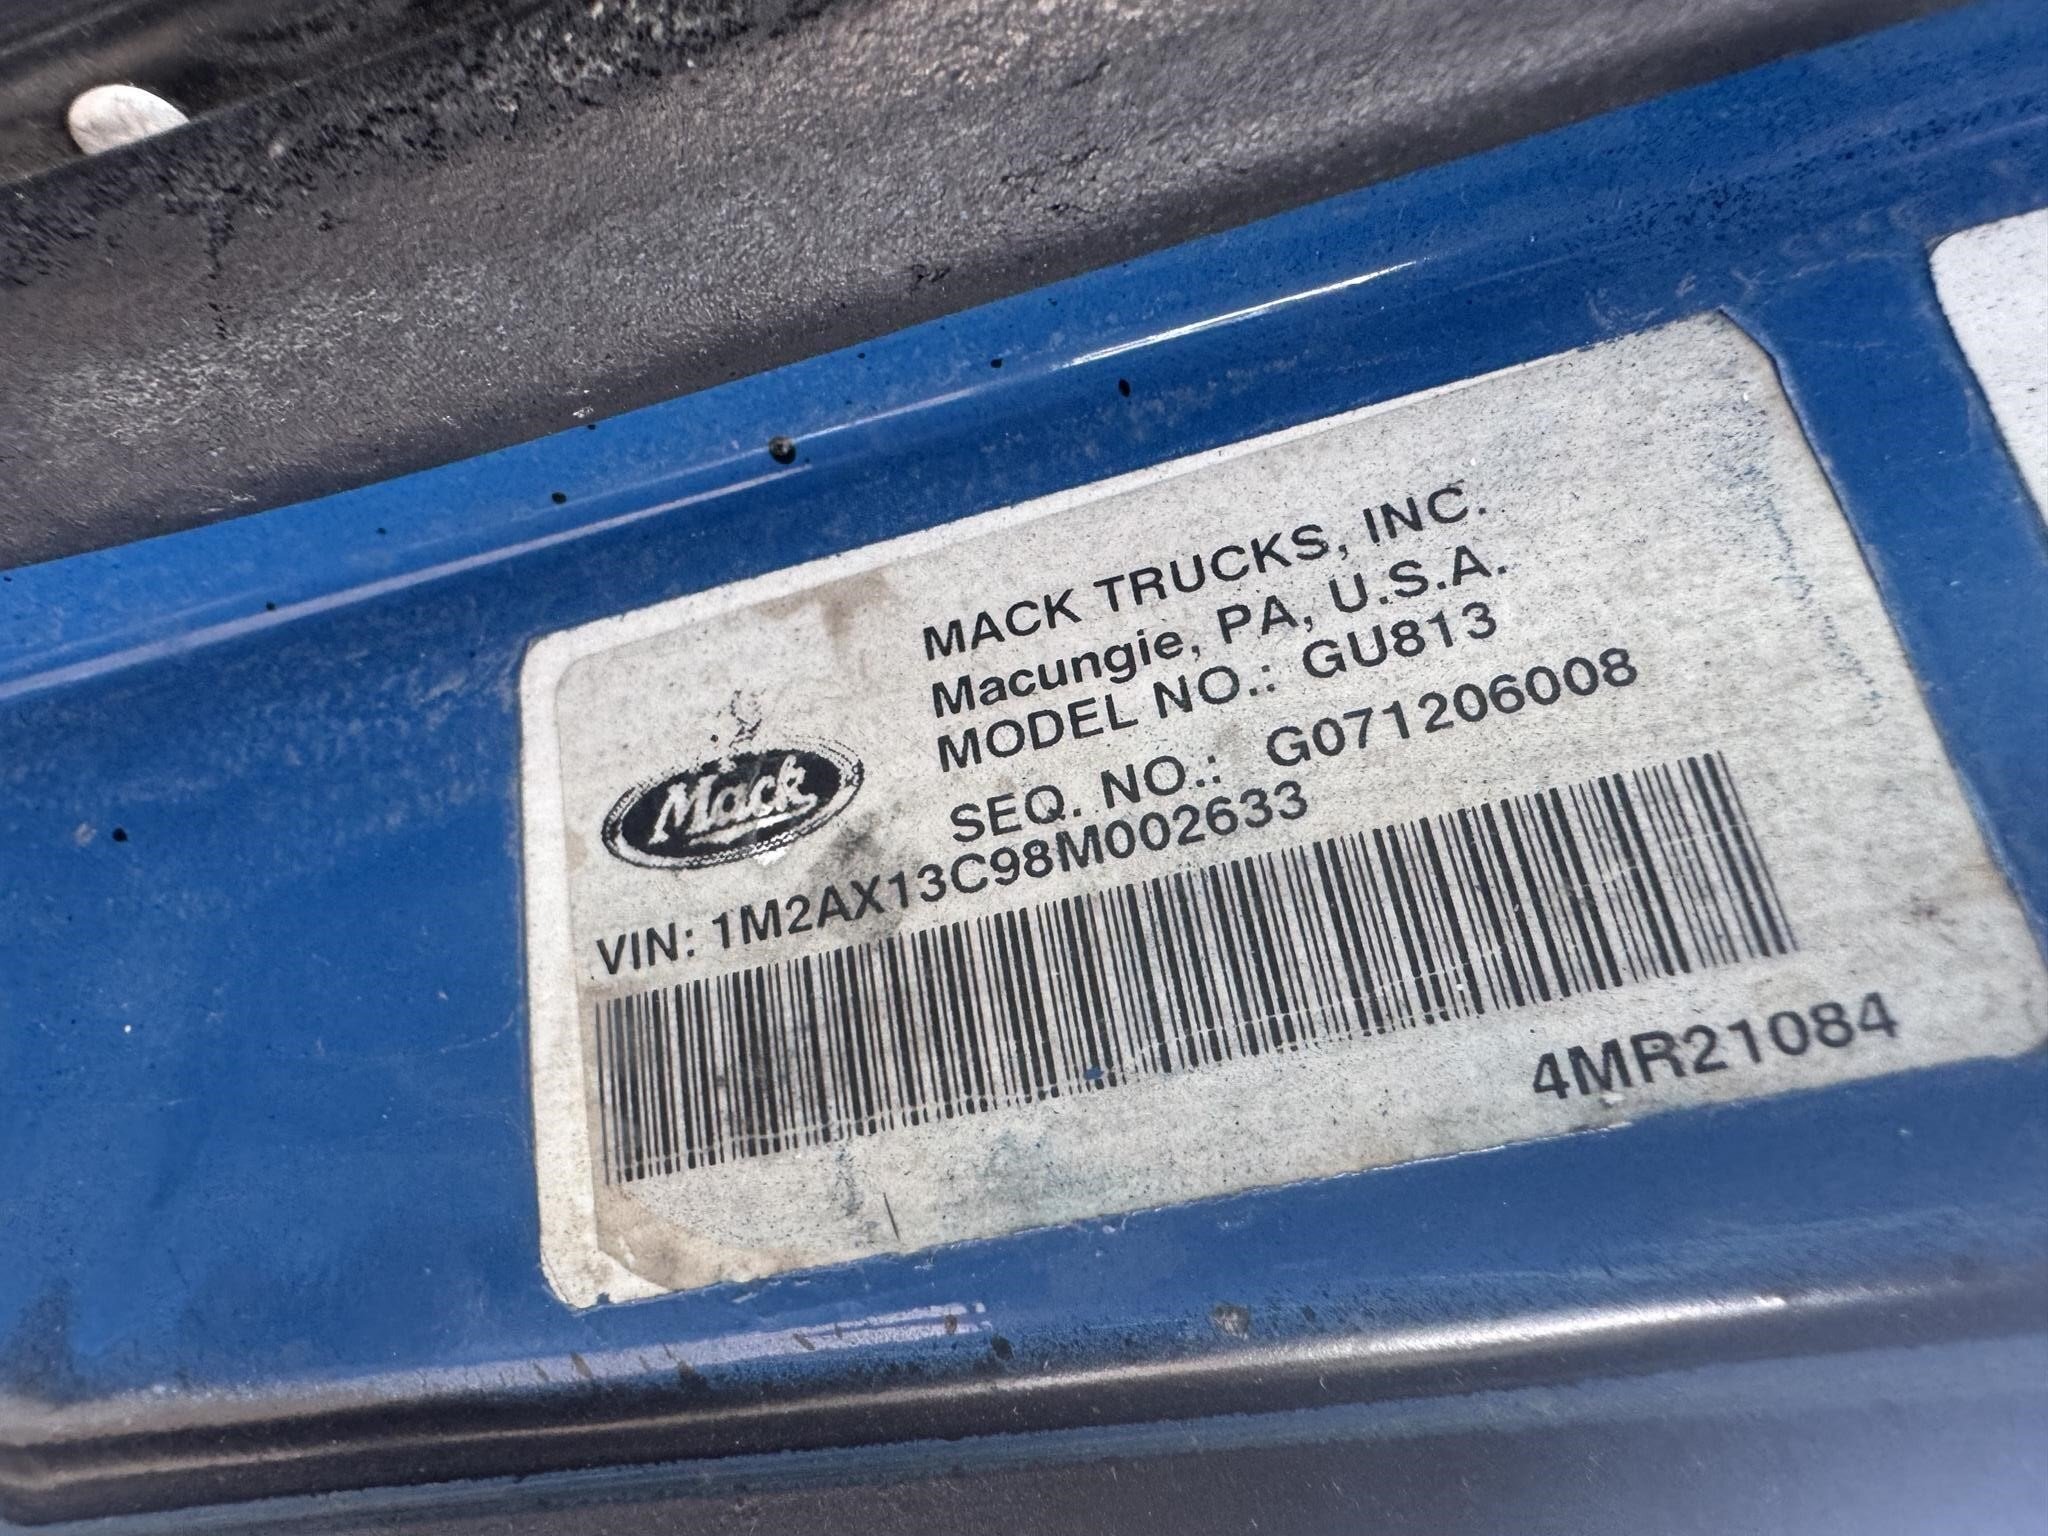 MACK TRUCKS, INC.
Macungie, PA, U.S.A.
MODEL NO.: GU813
SEQ. NO.: G071206008
Mack
VIN: 1M2AX13C98M002633
4MR21084